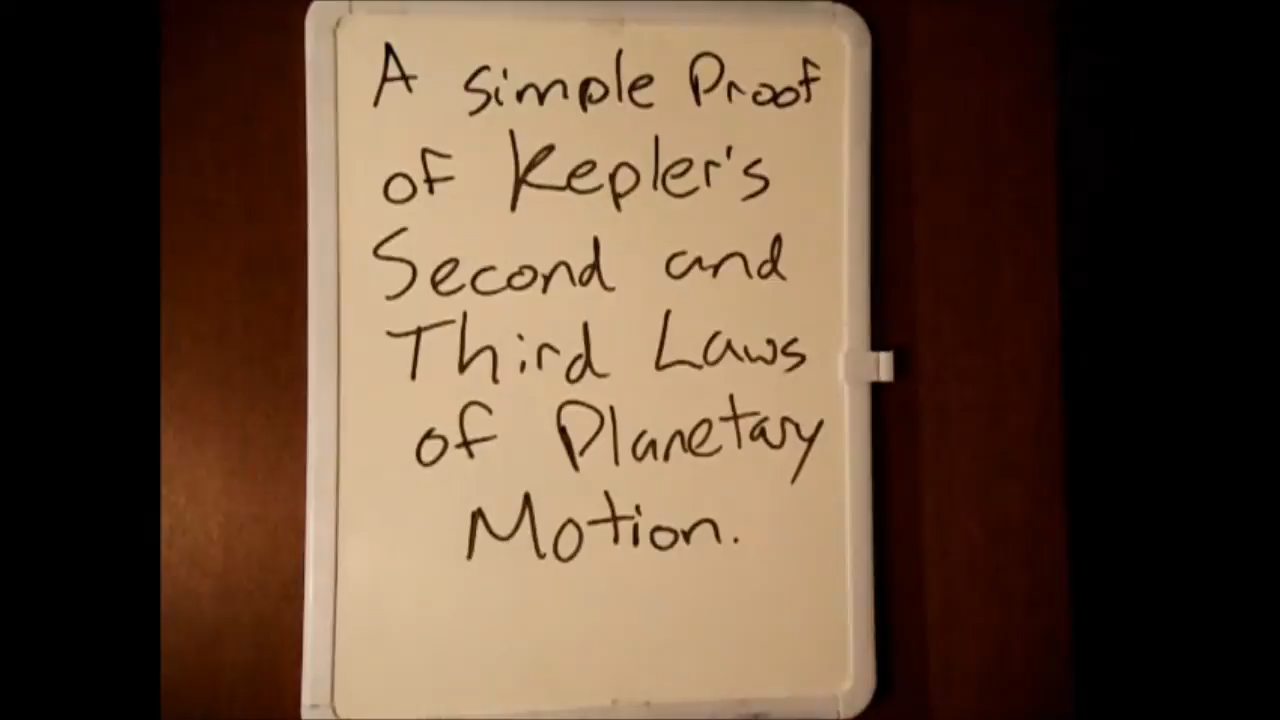 A Simple Proof
of Kepler's
Second and
Third Laws
of Planetary
Motion.